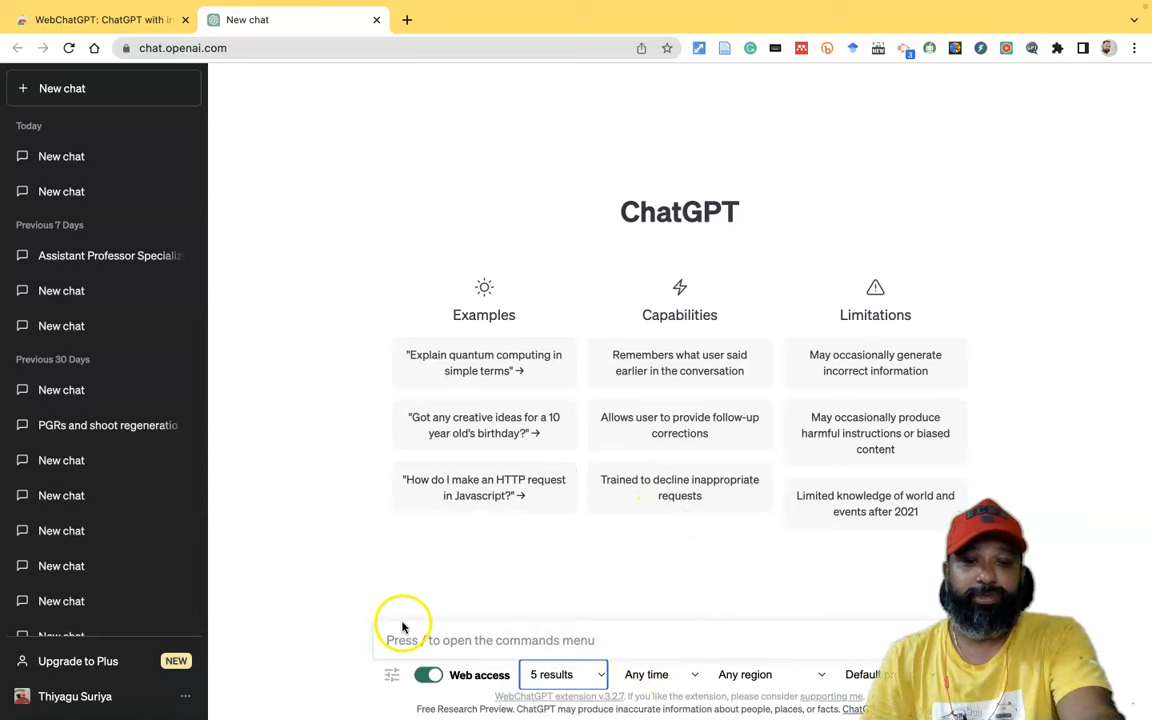 WebChatGPT: ChatGPT with in
New chat
chat.openai.com
New chat
Today
New chat
New chat
Previous 7 Days
Assistant Professor Specializi
New chat
New chat
Previous 30 Days
New chat
PGRs and shoot regeneratio
New chat
New chat
New chat
New chat
New chat
Upgrade to Plus
NEW
Thiyagu Suriya
ChatGPT
Examples
"Explain quantum computing in
simple terms" →
"Got any creative ideas for a 10
year old's birthday?" →
"How do I make an HTTP request
in Javascript?" →
Capabilities
Remembers what user said
earlier in the conversation
Allows user to provide follow-up
corrections
Trained to decline inappropriate
requests
Limitations
May occasionally generate
incorrect information
May occasionally produce
harmful instructions or biased
content
Limited knowledge of world and
events after 2021
Press / to open the commands menu
Web access
5 results
Any time
Any region
Default
WebChatGPT extension v.3.2.7. If you like the extension, please consider supporting me.
Free Research Preview. ChatGPT may produce inaccurate information about people, places, or facts. ChatG